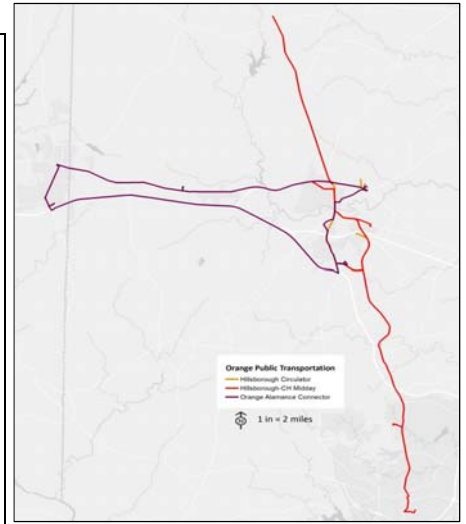 Orange Public Transportation
Hillsborough Circulator
Hillsborough-CH Midday
Orange Alamance Connector
1 in = 2 miles